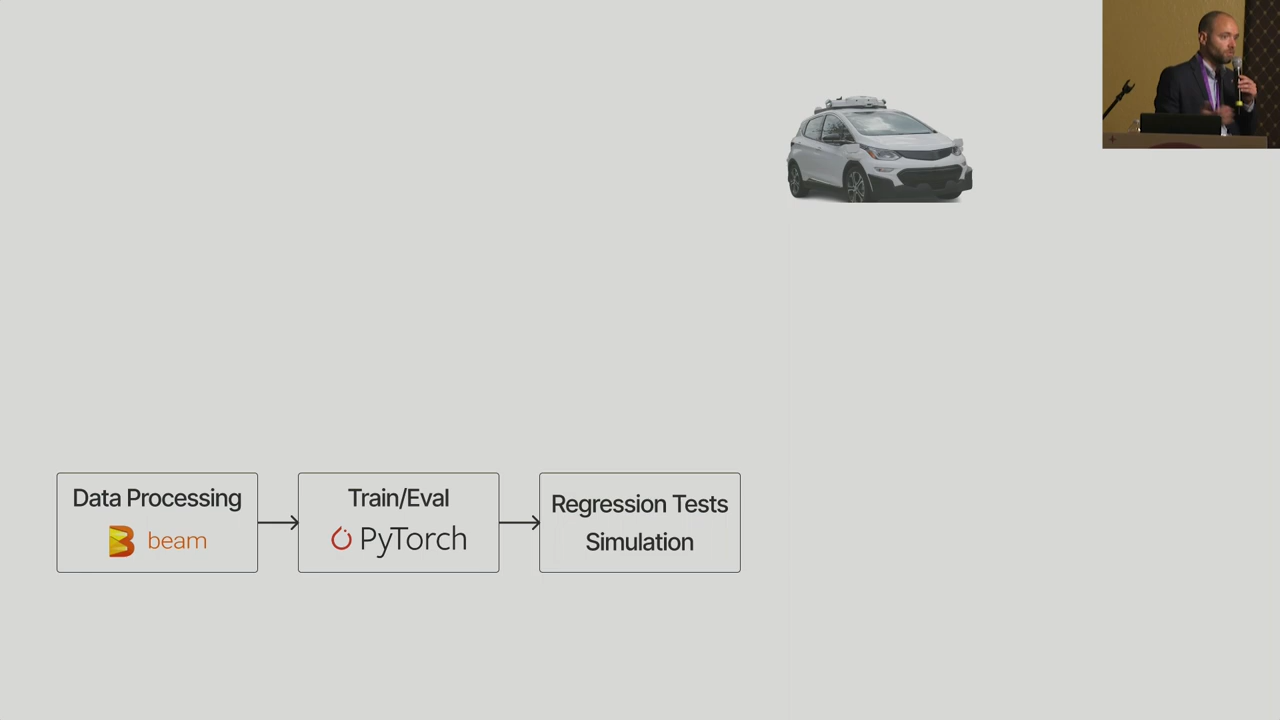 Data Processing
beam
Train/Eval
PyTorch
Regression Tests
Simulation